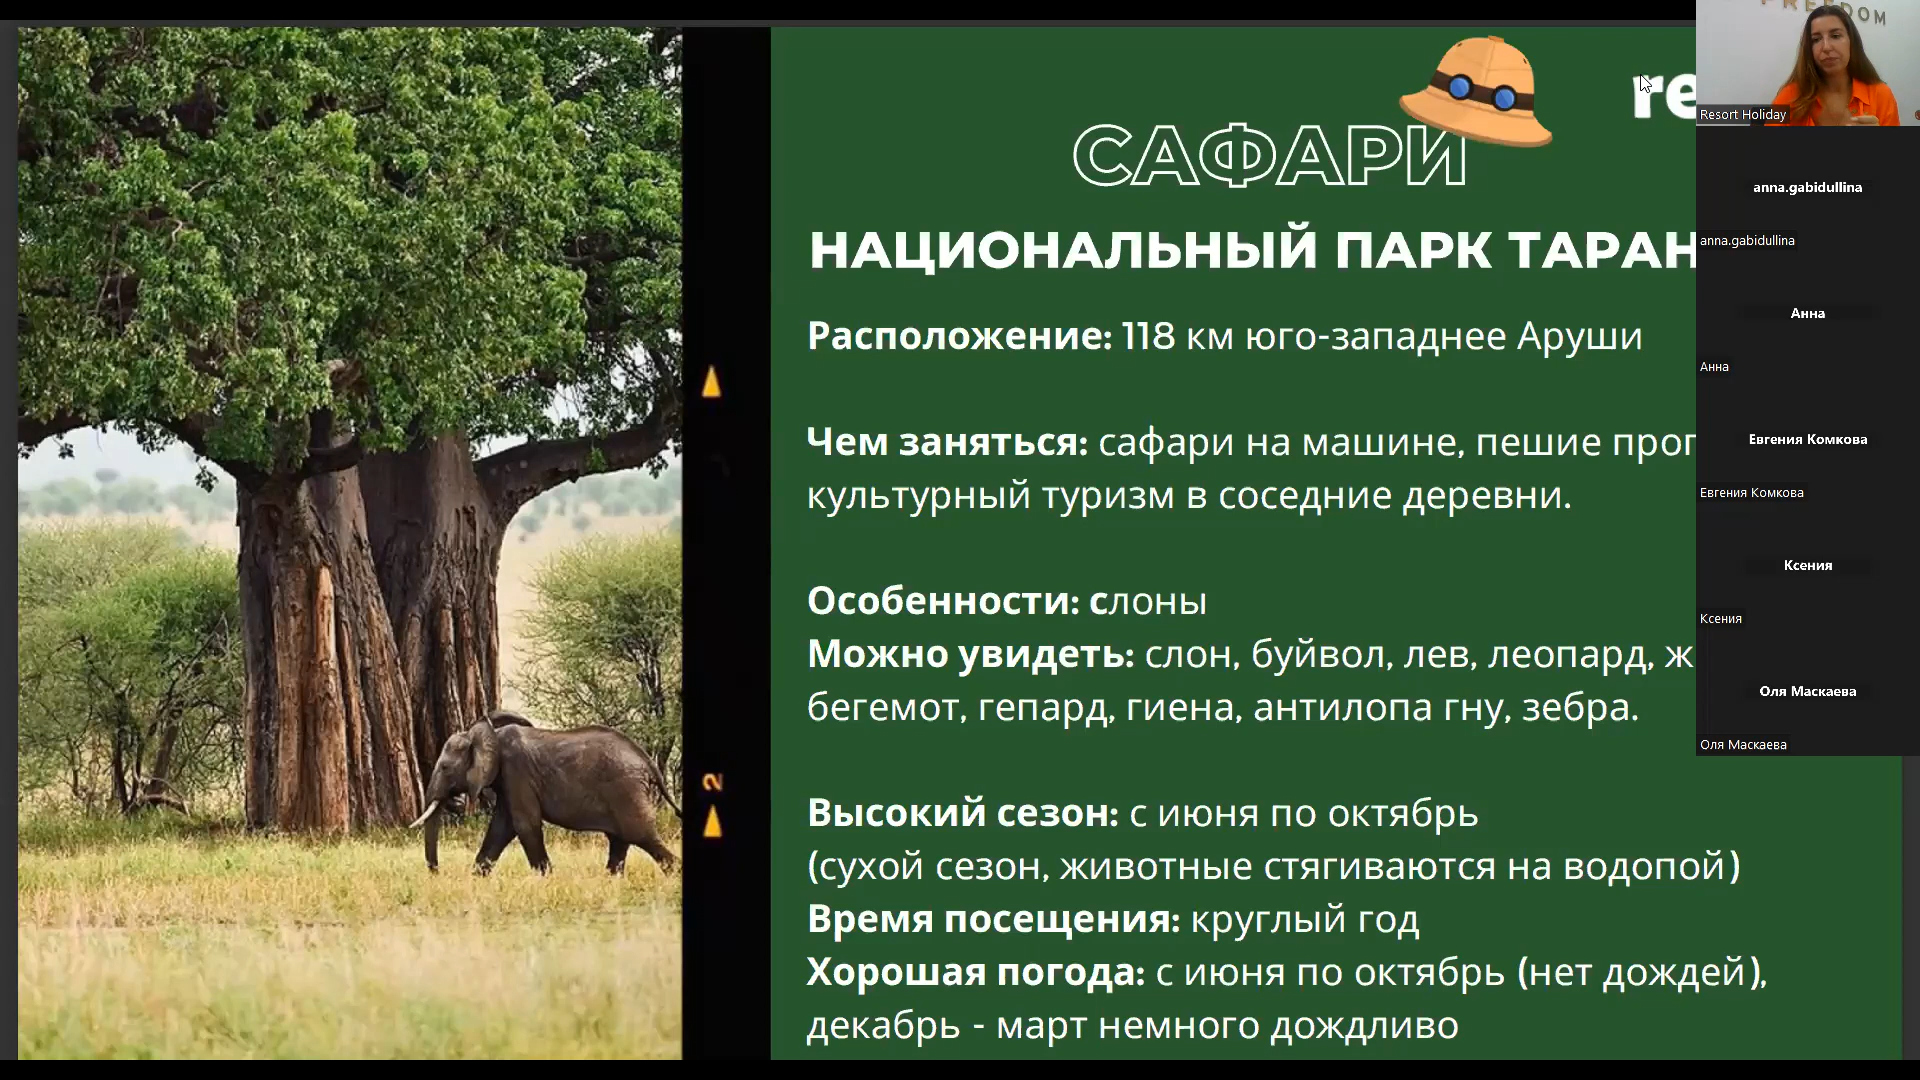 FREEDOM
re
САФАРИ
НАЦИОНАЛЬНЫЙ ПАРК ТАРАН
Расположение: 118 км юго-западнее Аруши
Чем заняться: сафари на машине, пешие прог
культурный туризм в соседние деревни.
Особенности: слоны
Можно увидеть: слон, буйвол, лев, леопард, ж
бегемот, гепард, гиена, антилопа гну, зебра.
Высокий сезон: с июня по октябрь
(сухой сезон, животные стягиваются на водопой)
Время посещения: круглый год
Хорошая погода: с июня по октябрь (нет дождей),
декабрь - март немного дождливо
2
Resort Holiday
anna.gabidullina
anna.gabidullina
Анна
Анна
Евгения Комкова
Евгения Комкова
Ксения
Ксения
Оля Маскаева
Оля Маскаева